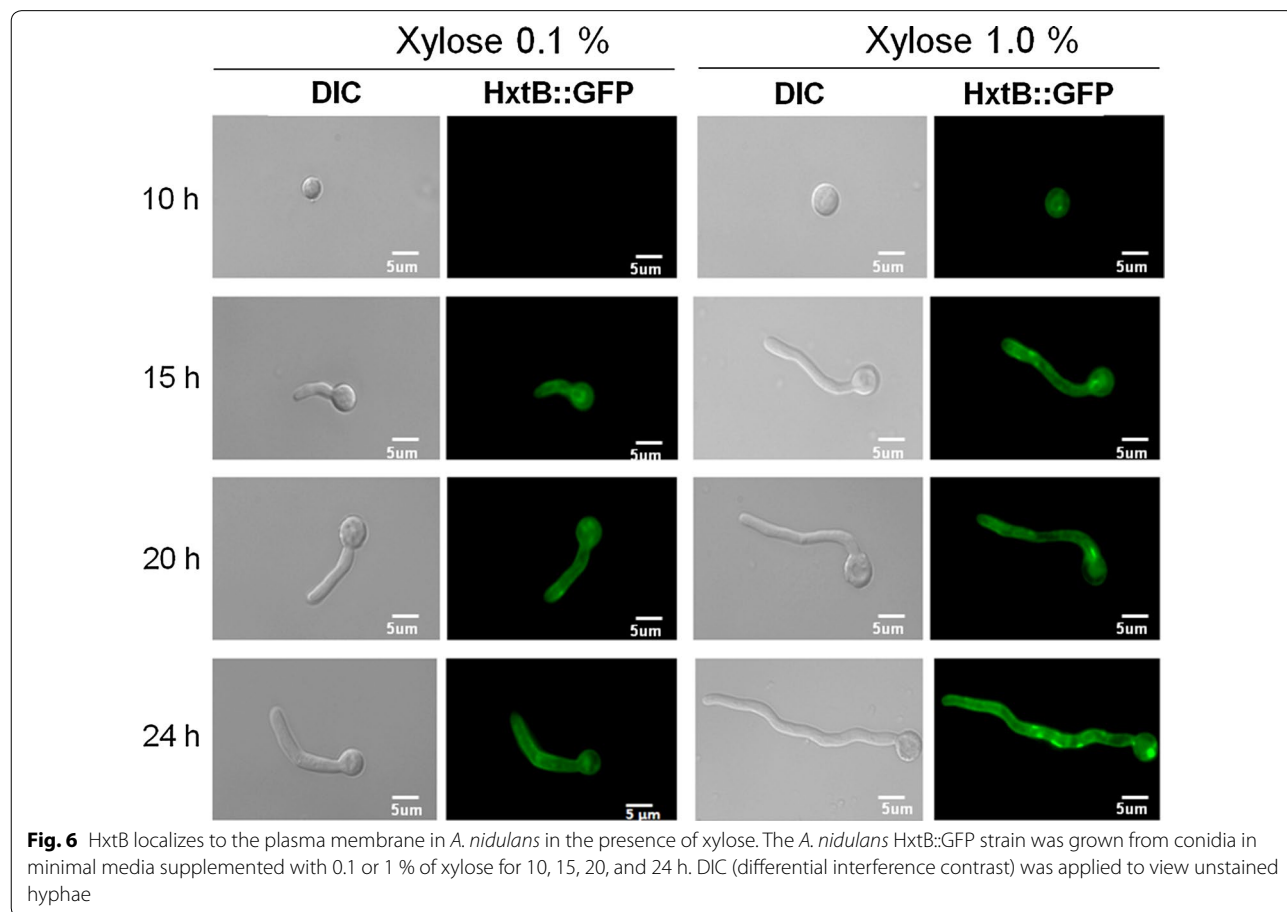 Xylose 0.1 % Xylose 1.0 %
DIC HxtB::GFP DIC HxtB::GFP
10 h
5um 5um 5um 5um
15 h
5um 5um 5um 5um
20 h
5um 5um 5um 5um
24 h
5um 5 µm 5um 5um
Fig. 6 HxtB localizes to the plasma membrane in A. nidulans in the presence of xylose. The A. nidulans HxtB::GFP strain was grown from conidia in
minimal media supplemented with 0.1 or 1 % of xylose for 10, 15, 20, and 24 h. DIC (differential interference contrast) was applied to view unstained
hyphae